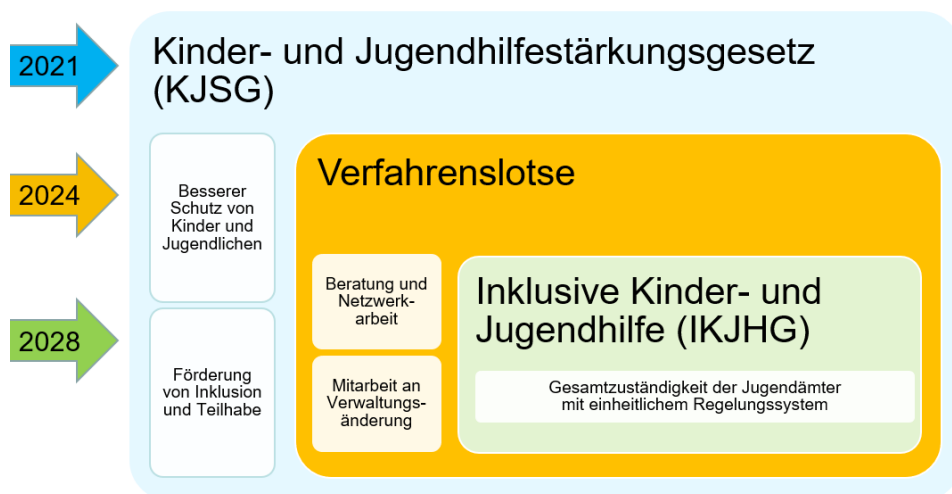 2021
Kinder- und Jugendhilfestärkungsgesetz
(KJSG)
2024
Besserer
Schutz von
Kinder und
Jugendlichen
Verfahrenslotse
Beratung und
Netzwerk-
arbeit
Inklusive Kinder- und
Jugendhilfe (IKJHG)
2028
Förderung
von Inklusion
und Teilhabe
Mitarbeit an
Verwaltungs-
änderung
Gesamtzuständigkeit der Jugendämter
mit einheitlichem Regelungssystem